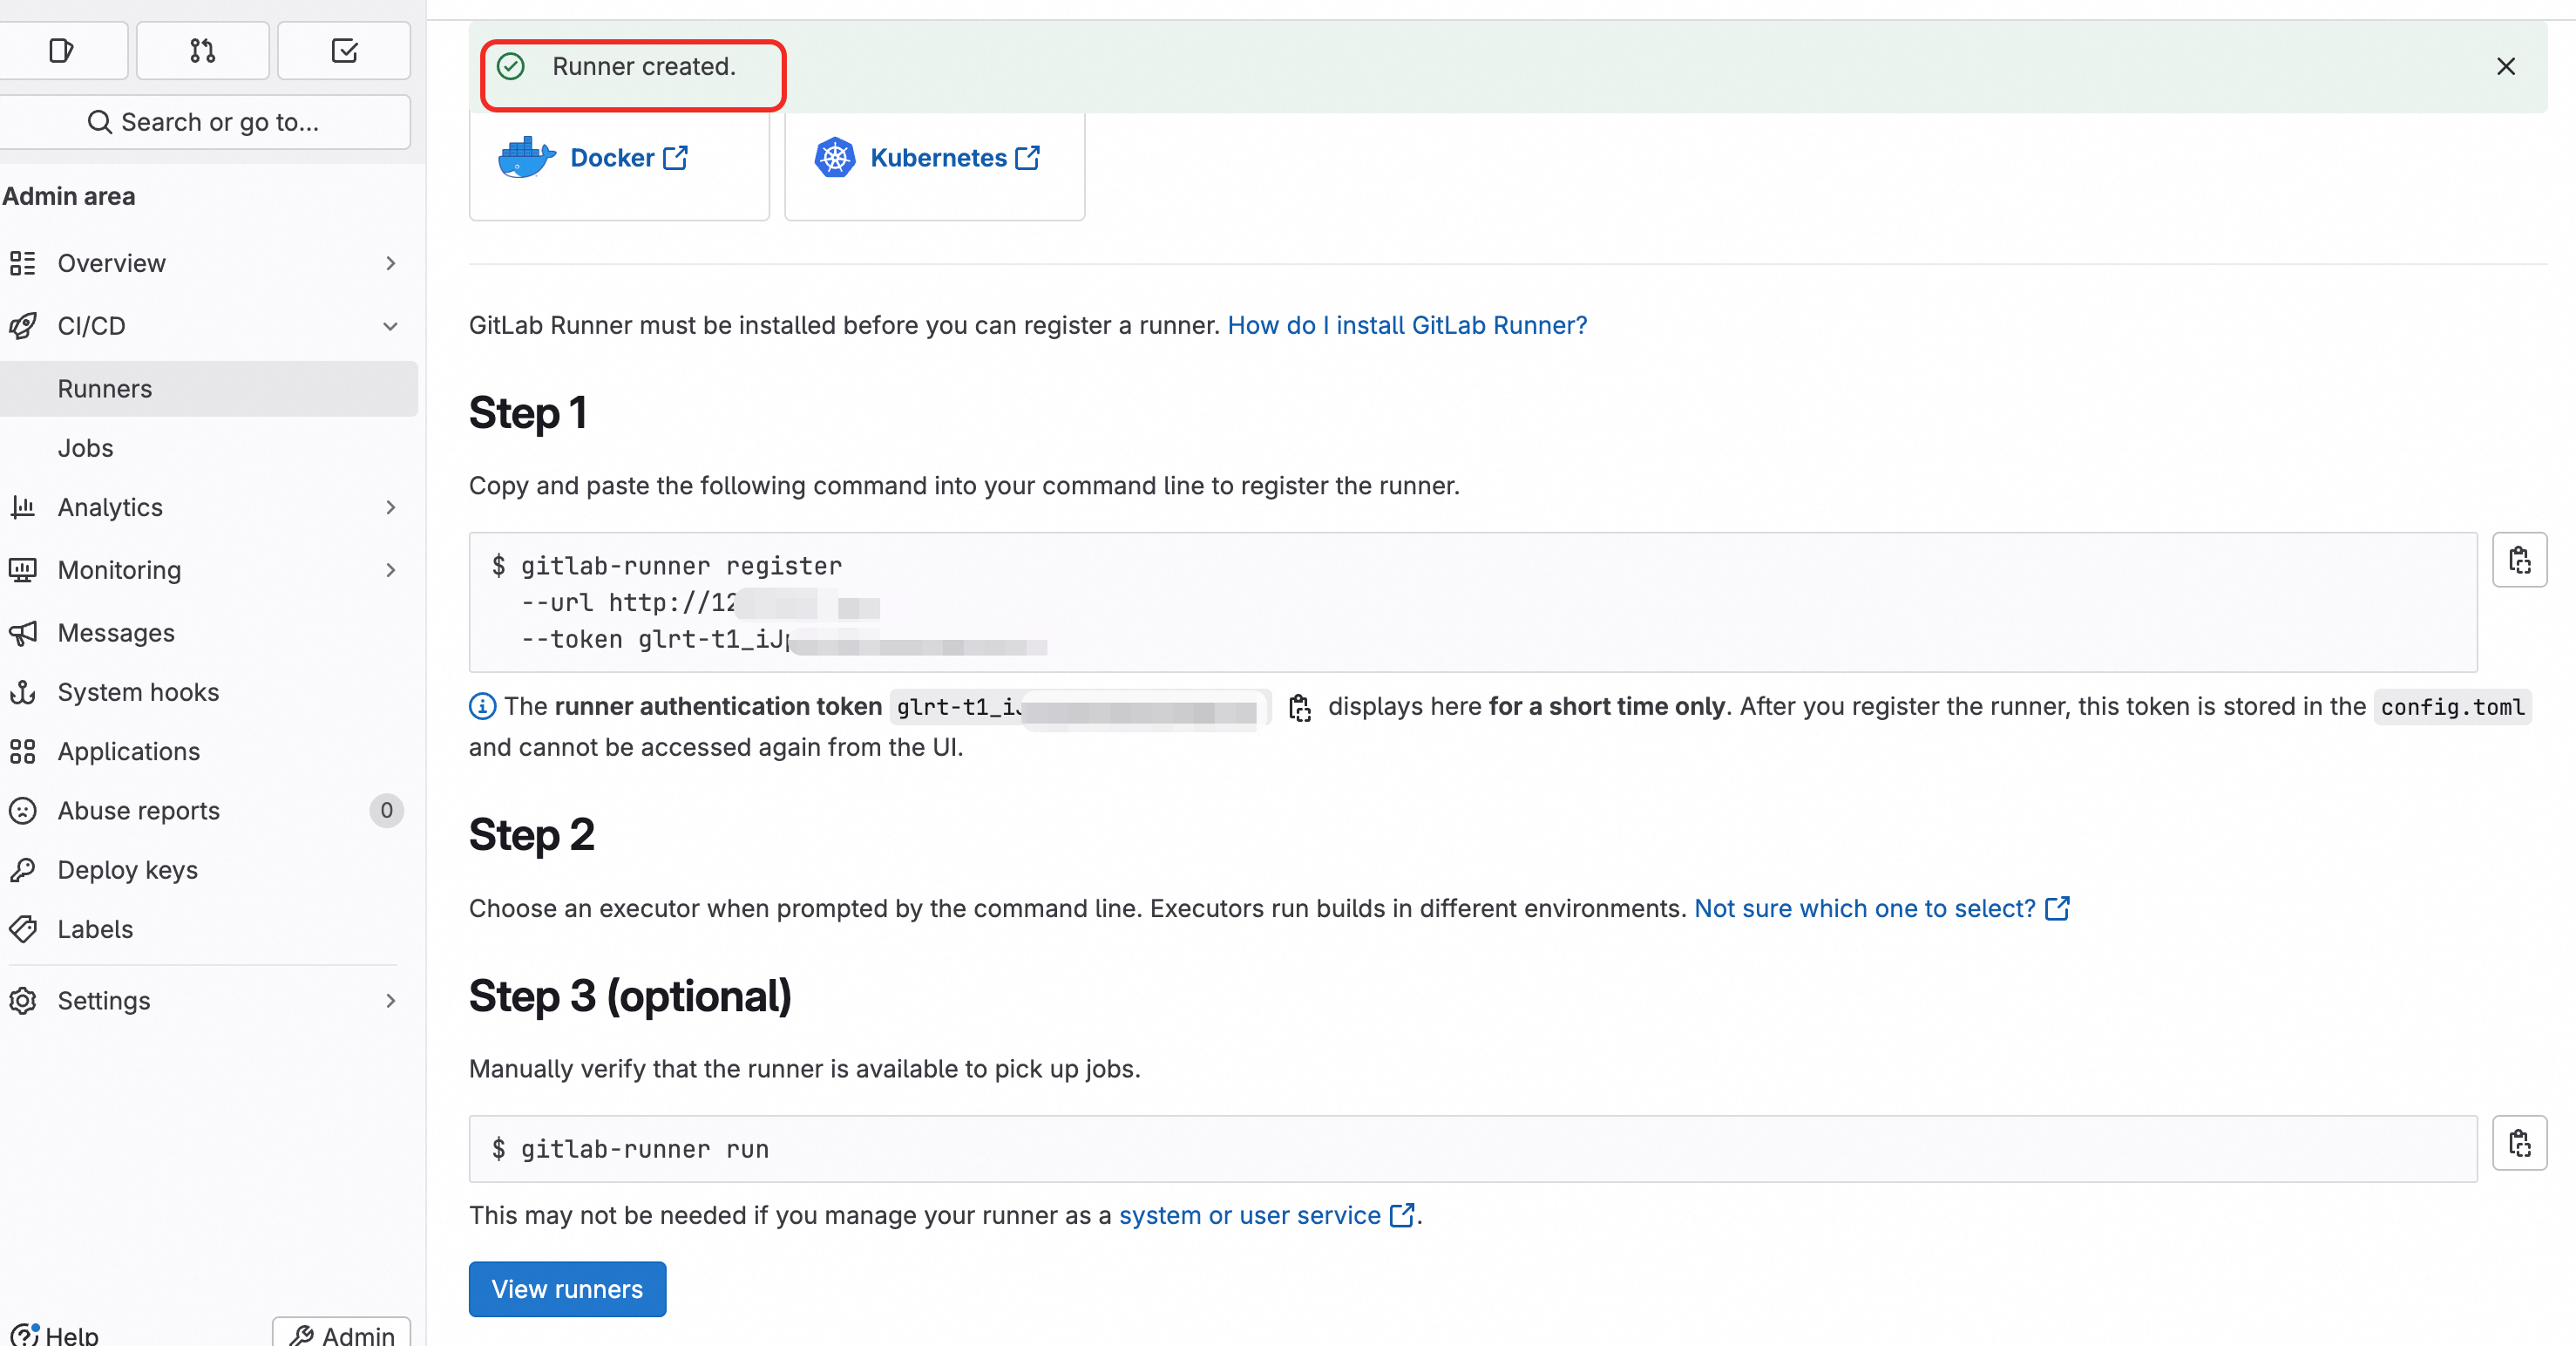 Search or go to...
Admin area
Overview
CI/CD
Runners
Jobs
Analytics
Monitoring
Messages
System hooks
Applications
Abuse reports 0
Deploy keys
Labels
Settings
Help
Admin
Runner created.
Docker
Kubernetes
GitLab Runner must be installed before you can register a runner. How do I install GitLab Runner?
Step 1
Copy and paste the following command into your command line to register the runner.
$ gitlab-runner register
--url http://12
--token glrt-t1_iJ
The runner authentication token glrt-t1_i displays here for a short time only. After you register the runner, this token is stored in the config.toml
and cannot be accessed again from the UI.
Step 2
Choose an executor when prompted by the command line. Executors run builds in different environments. Not sure which one to select?
Step 3 (optional)
Manually verify that the runner is available to pick up jobs.
$ gitlab-runner run
This may not be needed if you manage your runner as a system or user service.
View runners